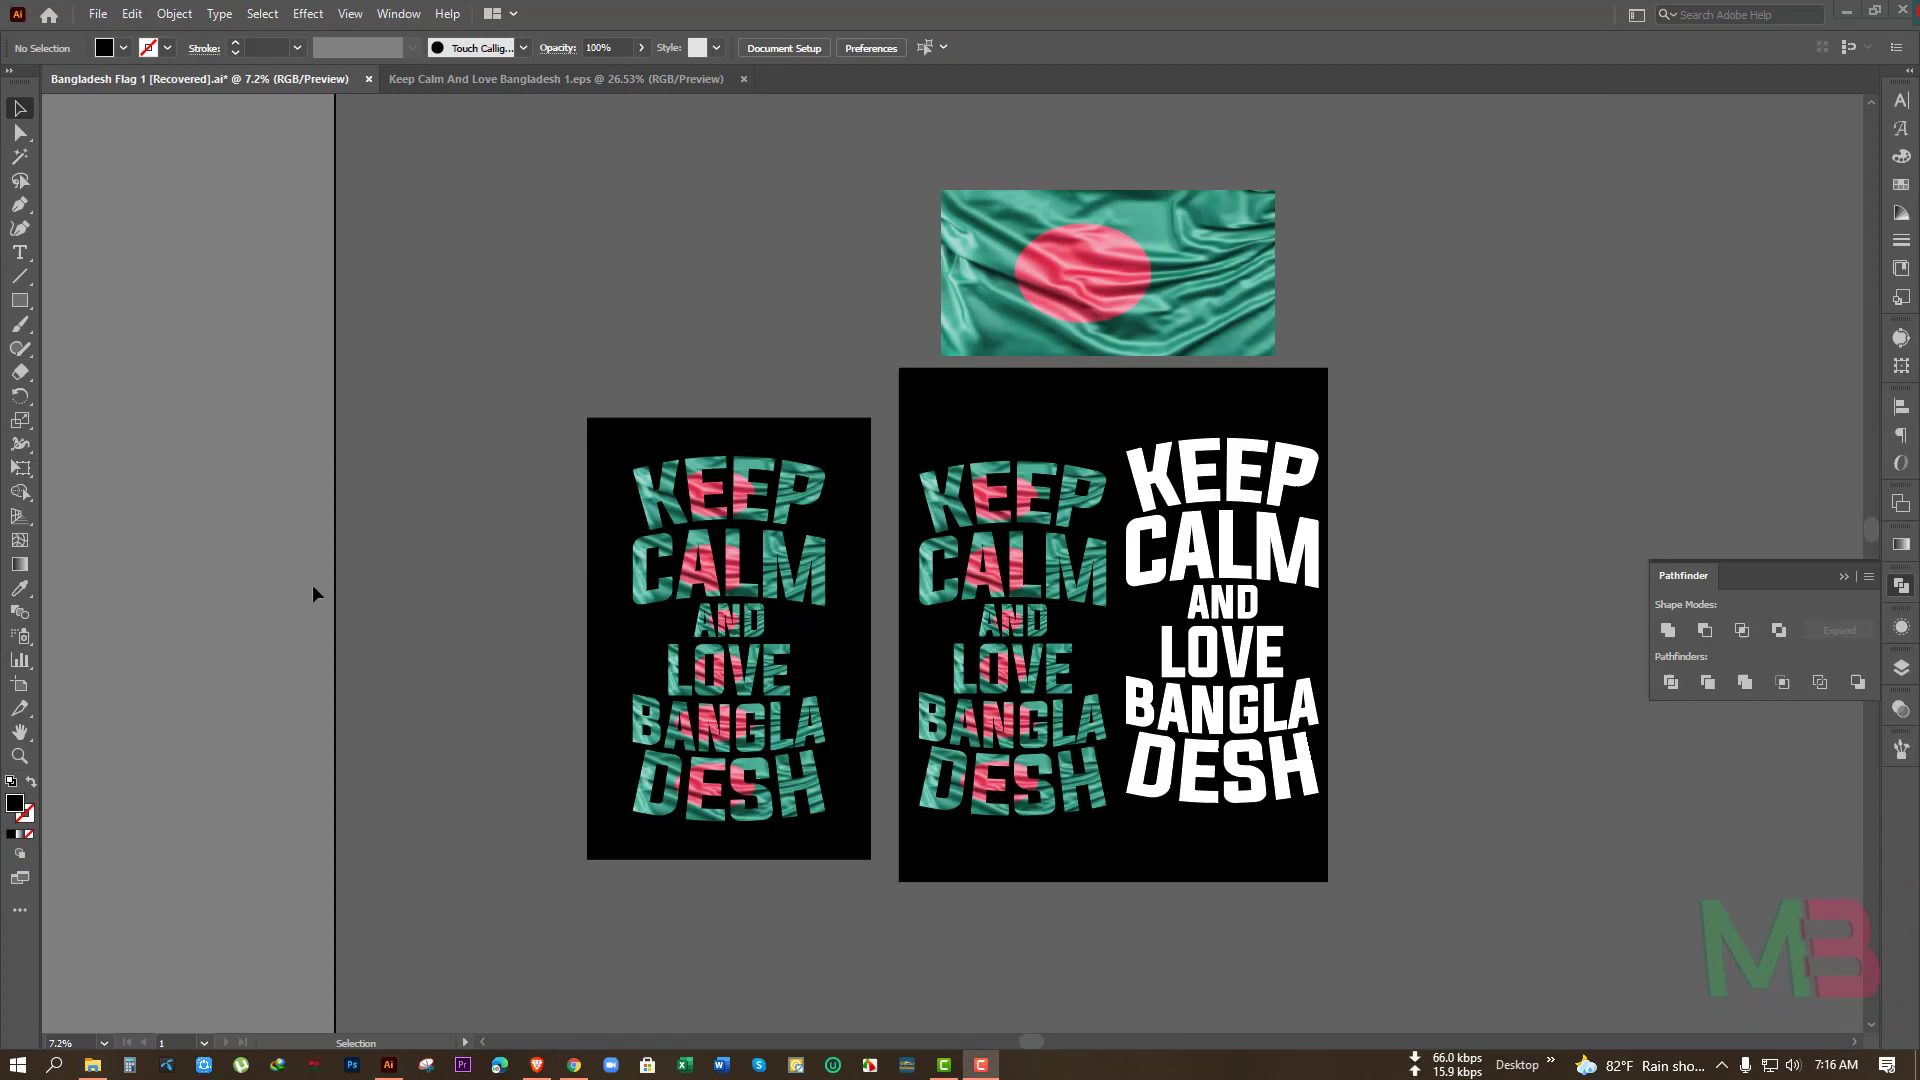 Ai File Edit Object Type Select Effect View Window Help Search Adobe Help
No Selection Stroke: Touch Callig... Opacity: 100% Style: Document Setup Preferences
Bangladesh Flag 1 [Recovered].ai* @ 7.2% (RGB/Preview) Keep Calm And Love Bangladesh 1.eps @ 26.53% (RGB/Preview)
KEEP
CALM
AND
LOVE
BANGLA
DESH
KEEP
CALM
AND
LOVE
BANGLA
DESH
KEEP
CALM
AND
LOVE
BANGLA
DESH
Pathfinder
Shape Modes:
Expand
Pathfinders:
MB
7.2% 1 Selection
Ps Ai Pr 66.0 kbps
15.9 kbps
Desktop 82°F Rain sho... 7:16 AM